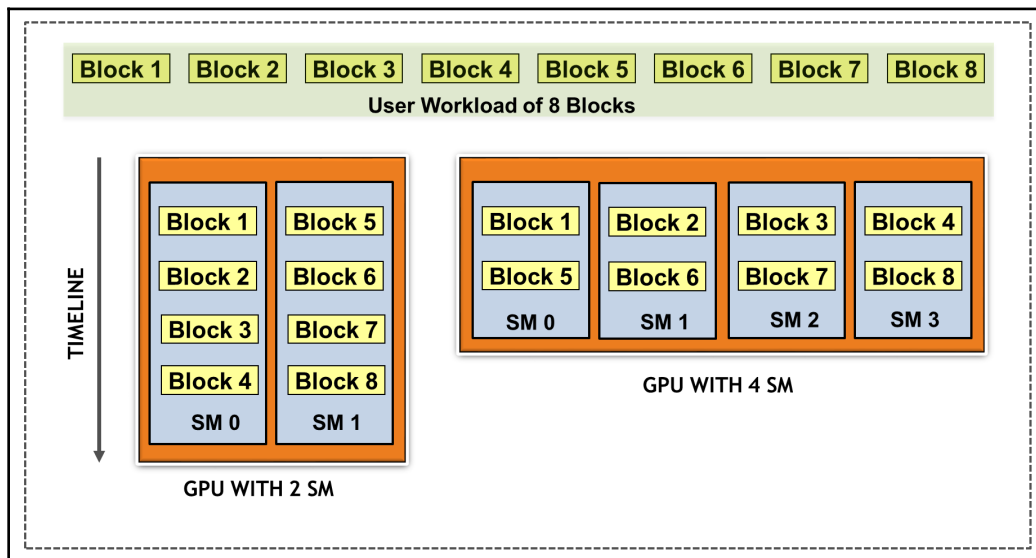 Block 1 Block 2 Block 3 Block 4 Block 5 Block 6 Block 7 Block 8
User Workload of 8 Blocks
TIMELINE
Block 1 Block 5
Block 2 Block 6
Block 3 Block 7
Block 4 Block 8
SM 0 SM 1
GPU WITH 2 SM
Block 1 Block 2 Block 3 Block 4
Block 5 Block 6 Block 7 Block 8
SM 0 SM 1 SM 2 SM 3
GPU WITH 4 SM